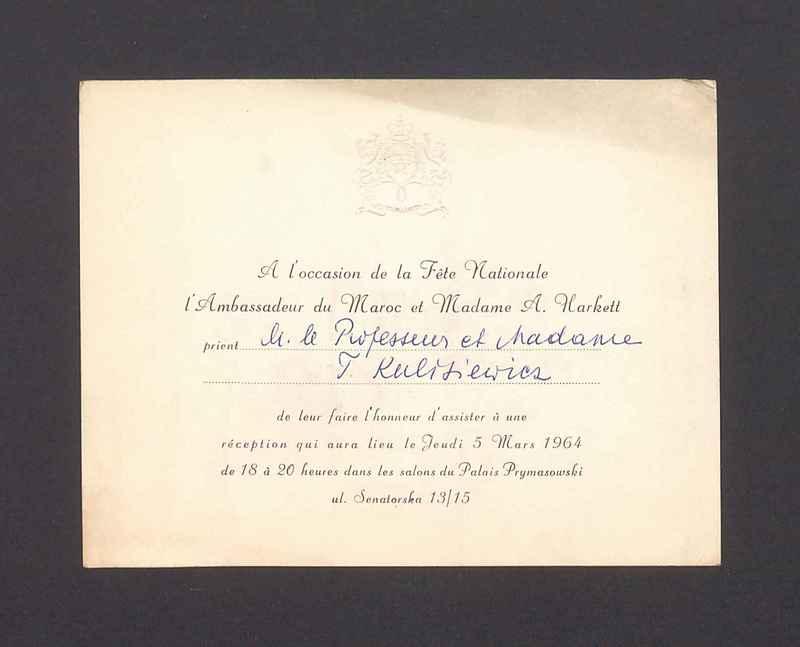 A l'occasion de la Fête Nationale
l'Ambassadeur du Maroc et Madame A. Harkett
prient M. le Professeur et Madame
T. Kulisiewicz
de leur faire l'honneur d'assister à une
réception qui aura lieu le Jeudi 5 Mars 1964
de 18 à 20 heures dans les salons du Palais Prymasowski
ul. Senatorska 13/15